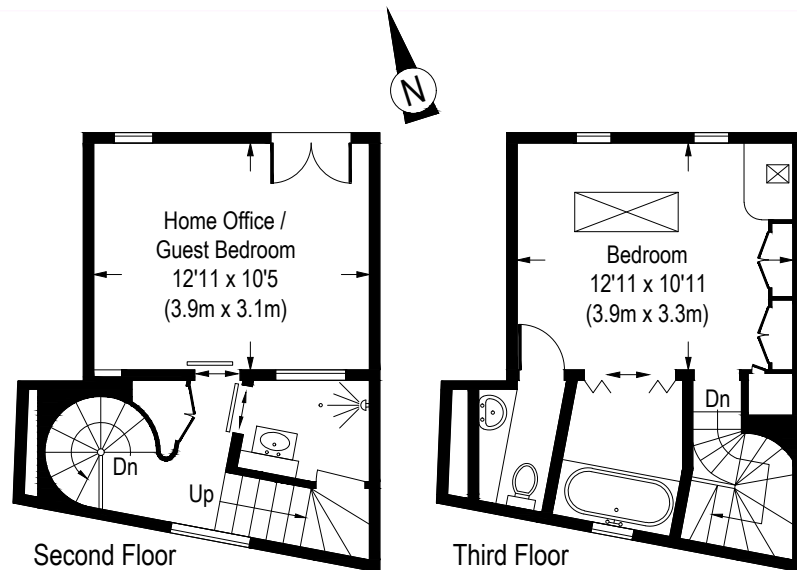 N
Home Office /
Guest Bedroom
12'11 x 10'5
(3.9m x 3.1m)
Dn
Up
Second Floor
Bedroom
12'11 x 10'11
(3.9m x 3.3m)
Dn
Third Floor